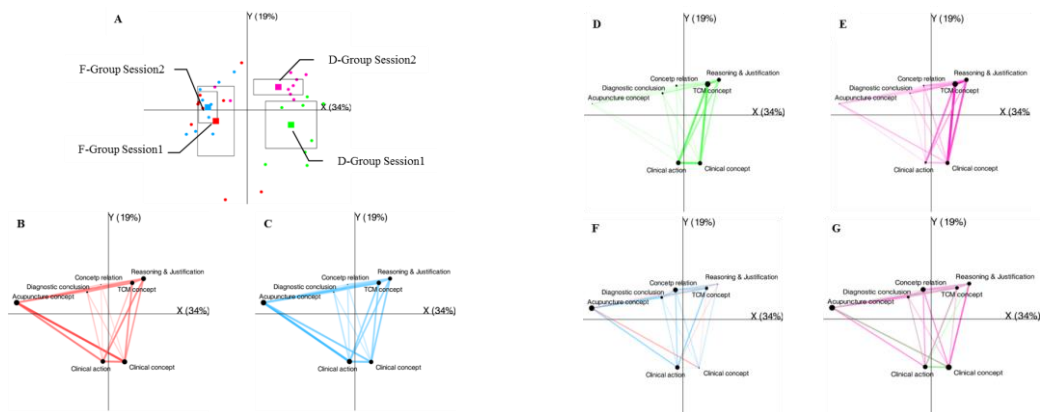 A
Y (19%)
F-Group Session2
D-Group Session2
X (34%)
F-Group Session1
D-Group Session1
B
Y (19%)
Reasoning & Justification
Concetp relation
TCM concept
Diagnostic conclusion
Acupuncture concept
X (34%)
Clinical action
Clinical concept
C
Y (19%)
Reasoning & Justification
Concetp relation
TCM concept
Diagnostic conclusion
Acupuncture concept
X (34%)
Clinical action
Clinical concept
D
Y (19%)
Reasoning & Justification
Concetp relation
TCM concept
Diagnostic conclusion
Acupuncture concept
X (34%)
Clinical action
Clinical concept
E
Y (19%)
Reasoning & Justification
Concetp relation
TCM concept
Diagnostic conclusion
Acupuncture concept
X (34%)
Clinical action
Clinical concept
F
Y (19%)
Reasoning & Justification
Concetp relation
TCM concept
Diagnostic conclusion
Acupuncture concept
X (34%)
Clinical action
Clinical concept
G
Y (19%)
Reasoning & Justification
Concetp relation
TCM concept
Diagnostic conclusion
Acupuncture concept
X (34%)
Clinical action
Clinical concept